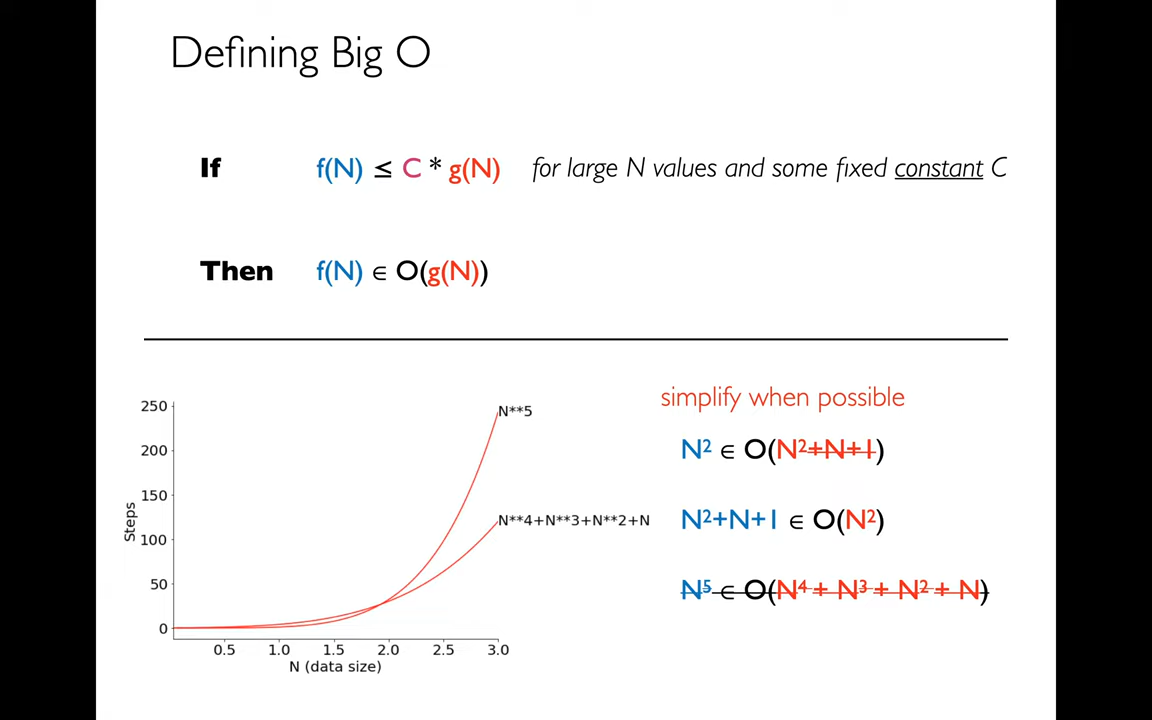 Defining Big O
If f(N) ≤ C * g(N) for large N values and some fixed constant C
Then f(N) ∈ O(g(N))
simplify when possible
N² ∈ O(N²+N+1)
N²+N+1 ∈ O(N²)
N⁵ ∈ O(N⁴ + N³ + N² + N)
250
200
150
100
50
0
Steps
N**5
N**4+N**3+N**2+N
0.5 1.0 1.5 2.0 2.5 3.0
N (data size)